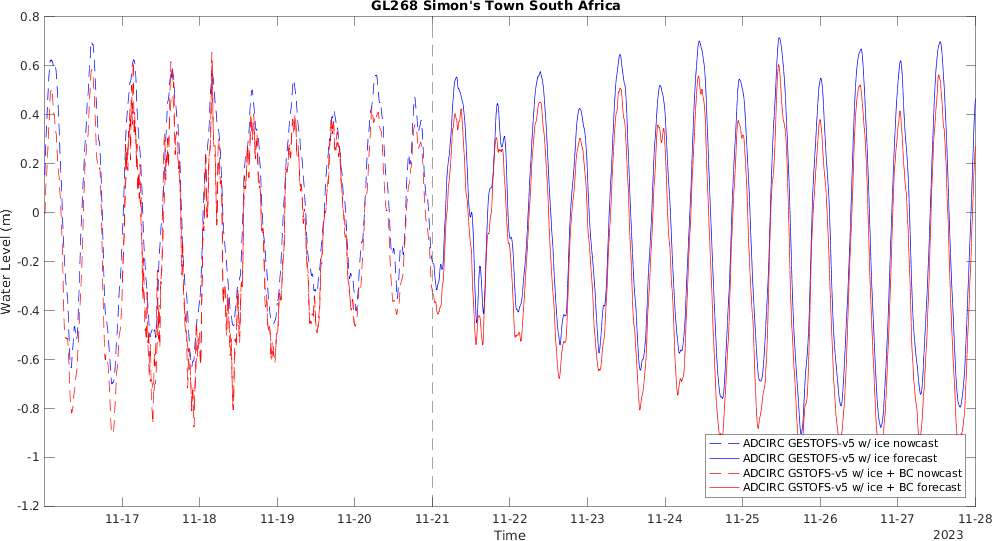 GL268 Simon's Town South Africa
0.8
0.6
0.4
0.2
0
-0.2
-0.4
-0.6
-0.8
-1
-1.2
Water Level (m)
ADCIRC GESTOFS-v5 w/ ice nowcast
ADCIRC GESTOFS-v5 w/ ice forecast
ADCIRC GSTOFS-v5 w/ ice + BC nowcast
ADCIRC GSTOFS-v5 w/ ice + BC forecast
11-17 11-18 11-19 11-20 11-21 11-22 11-23 11-24 11-25 11-26 11-27 11-28
Time
2023